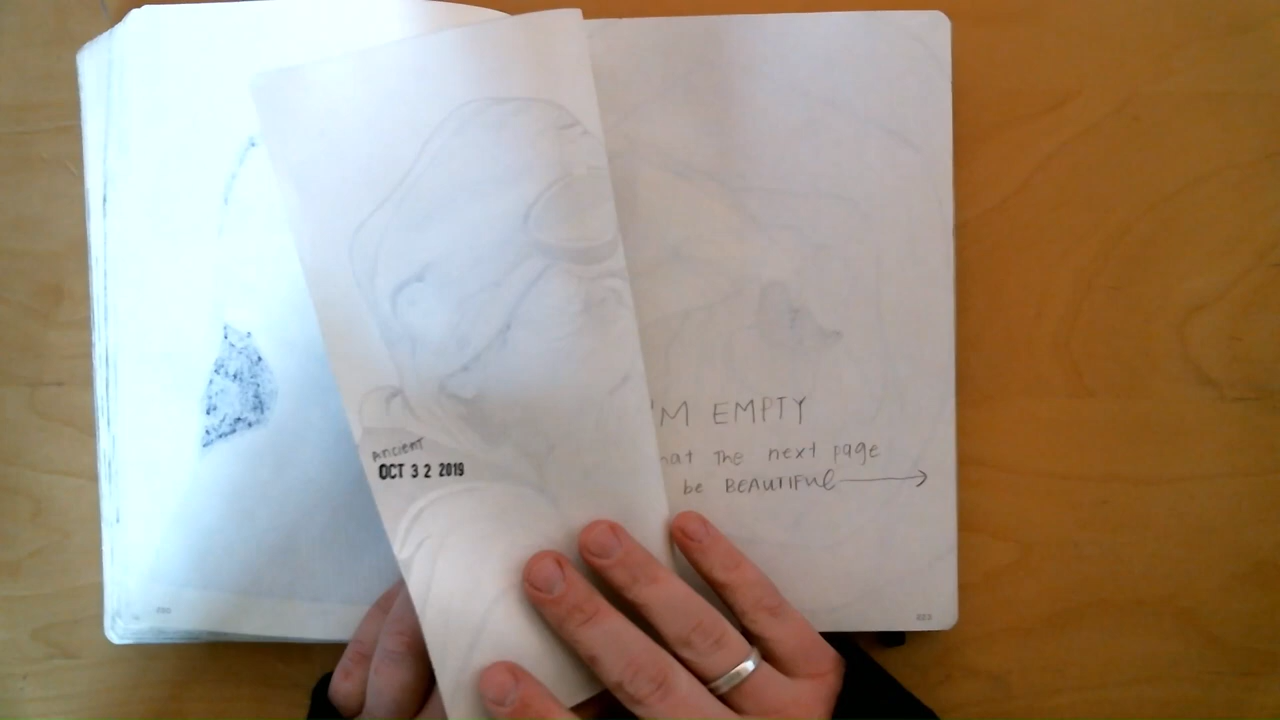 ANCIENT
OCT 3 2 2019
'M EMPTY
hat The next page
be BEAUTIFUL